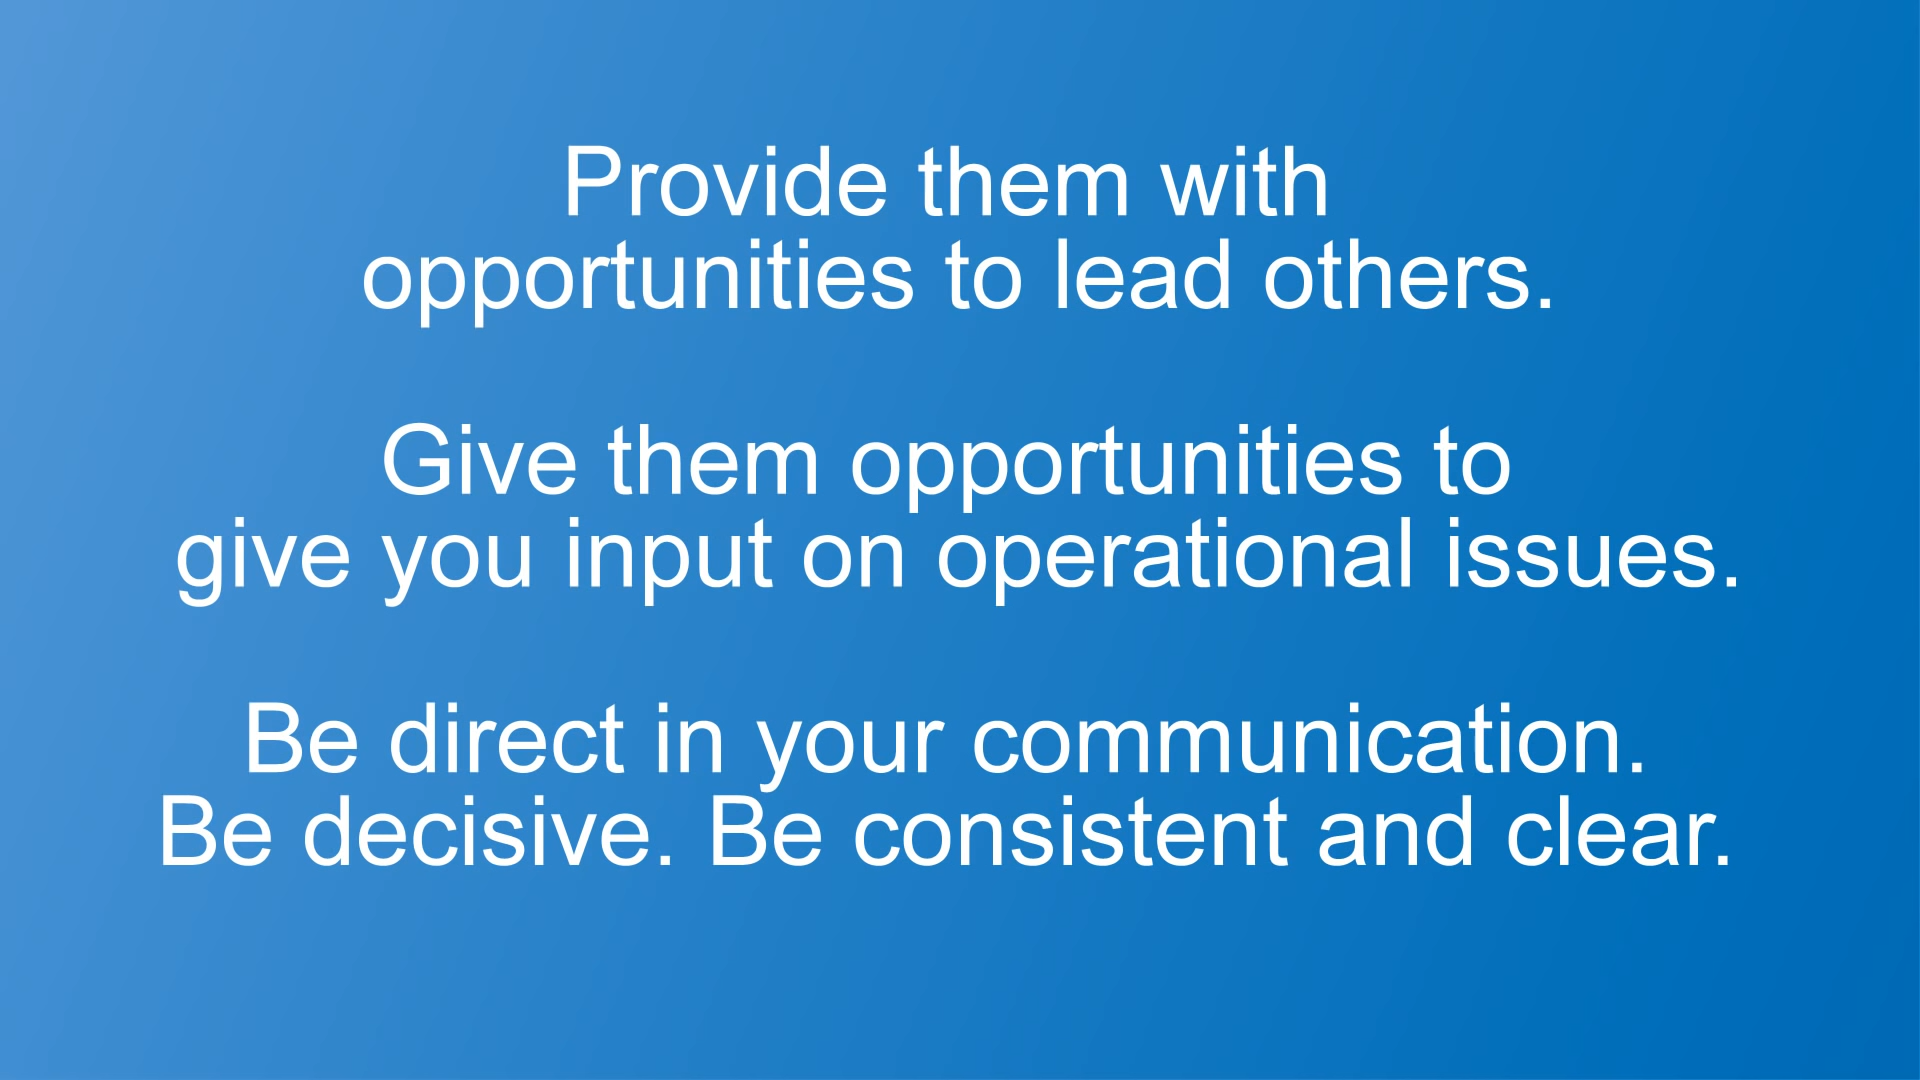 Provide them with
opportunities to lead others.
Give them opportunities to
give you input on operational issues.
Be direct in your communication.
Be decisive. Be consistent and clear.